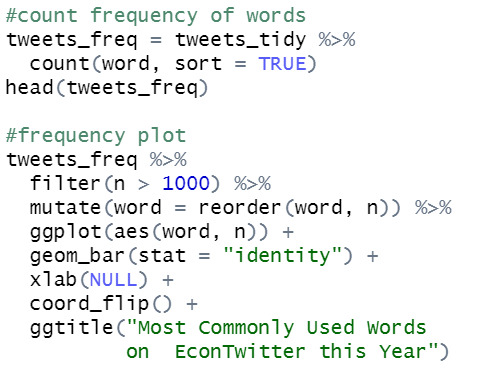 #count frequency of words
tweets_freq = tweets_tidy %>%
  count(word, sort = TRUE)
head(tweets_freq)

#frequency plot
tweets_freq %>%
  filter(n > 1000) %>%
  mutate(word = reorder(word, n)) %>%
  ggplot(aes(word, n)) +
  geom_bar(stat = "identity") +
  xlab(NULL) +
  coord_flip() +
  ggtitle("Most Commonly Used Words
          on  EconTwitter this Year")